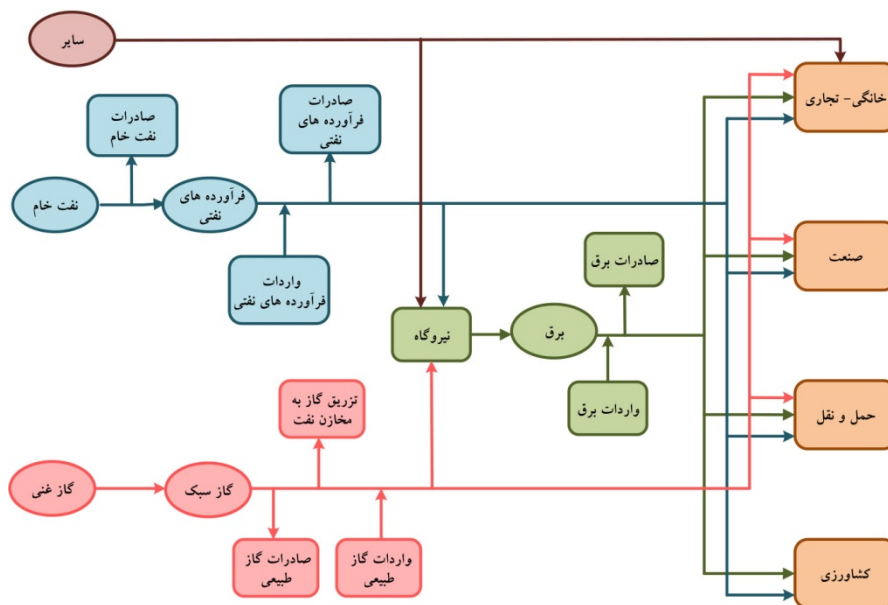 سایر
خانگی- تجاری
صادرات
نفت خام
صادرات
فرآورده های
نفتی
نفت خام
فرآورده های
نفتی
واردات
فرآورده های نفتی
صنعت
صادرات برق
نیروگاه
برق
واردات برق
حمل و نقل
تزریق گاز به
مخازن نفت
گاز غنی
گاز سبک
صادرات گاز
طبیعی
واردات گاز
طبیعی
کشاورزی